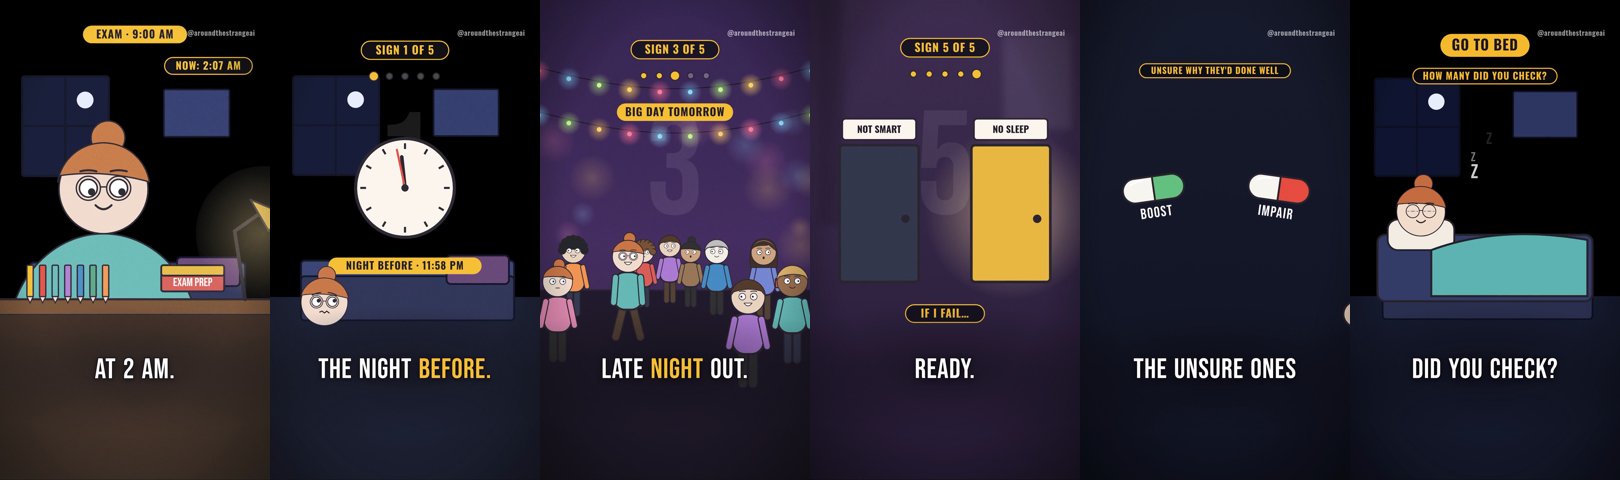 EXAM · 9:00 AM
@aroundthestrangeai
NOW: 2:07 AM
EXAM PREP
AT 2 AM.
@aroundthestrangeai
SIGN 1 OF 5
1
NIGHT BEFORE · 11:58 PM
THE NIGHT BEFORE.
@aroundthestrangeai
SIGN 3 OF 5
BIG DAY TOMORROW
3
LATE NIGHT OUT.
@aroundthestrangeai
SIGN 5 OF 5
5
NOT SMART
NO SLEEP
IF I FAIL...
READY.
@aroundthestrangeai
UNSURE WHY THEY'D DONE WELL
BOOST
IMPAIR
THE UNSURE ONES
@aroundthestrangeai
GO TO BED
HOW MANY DID YOU CHECK?
Z
Z
Z
DID YOU CHECK?